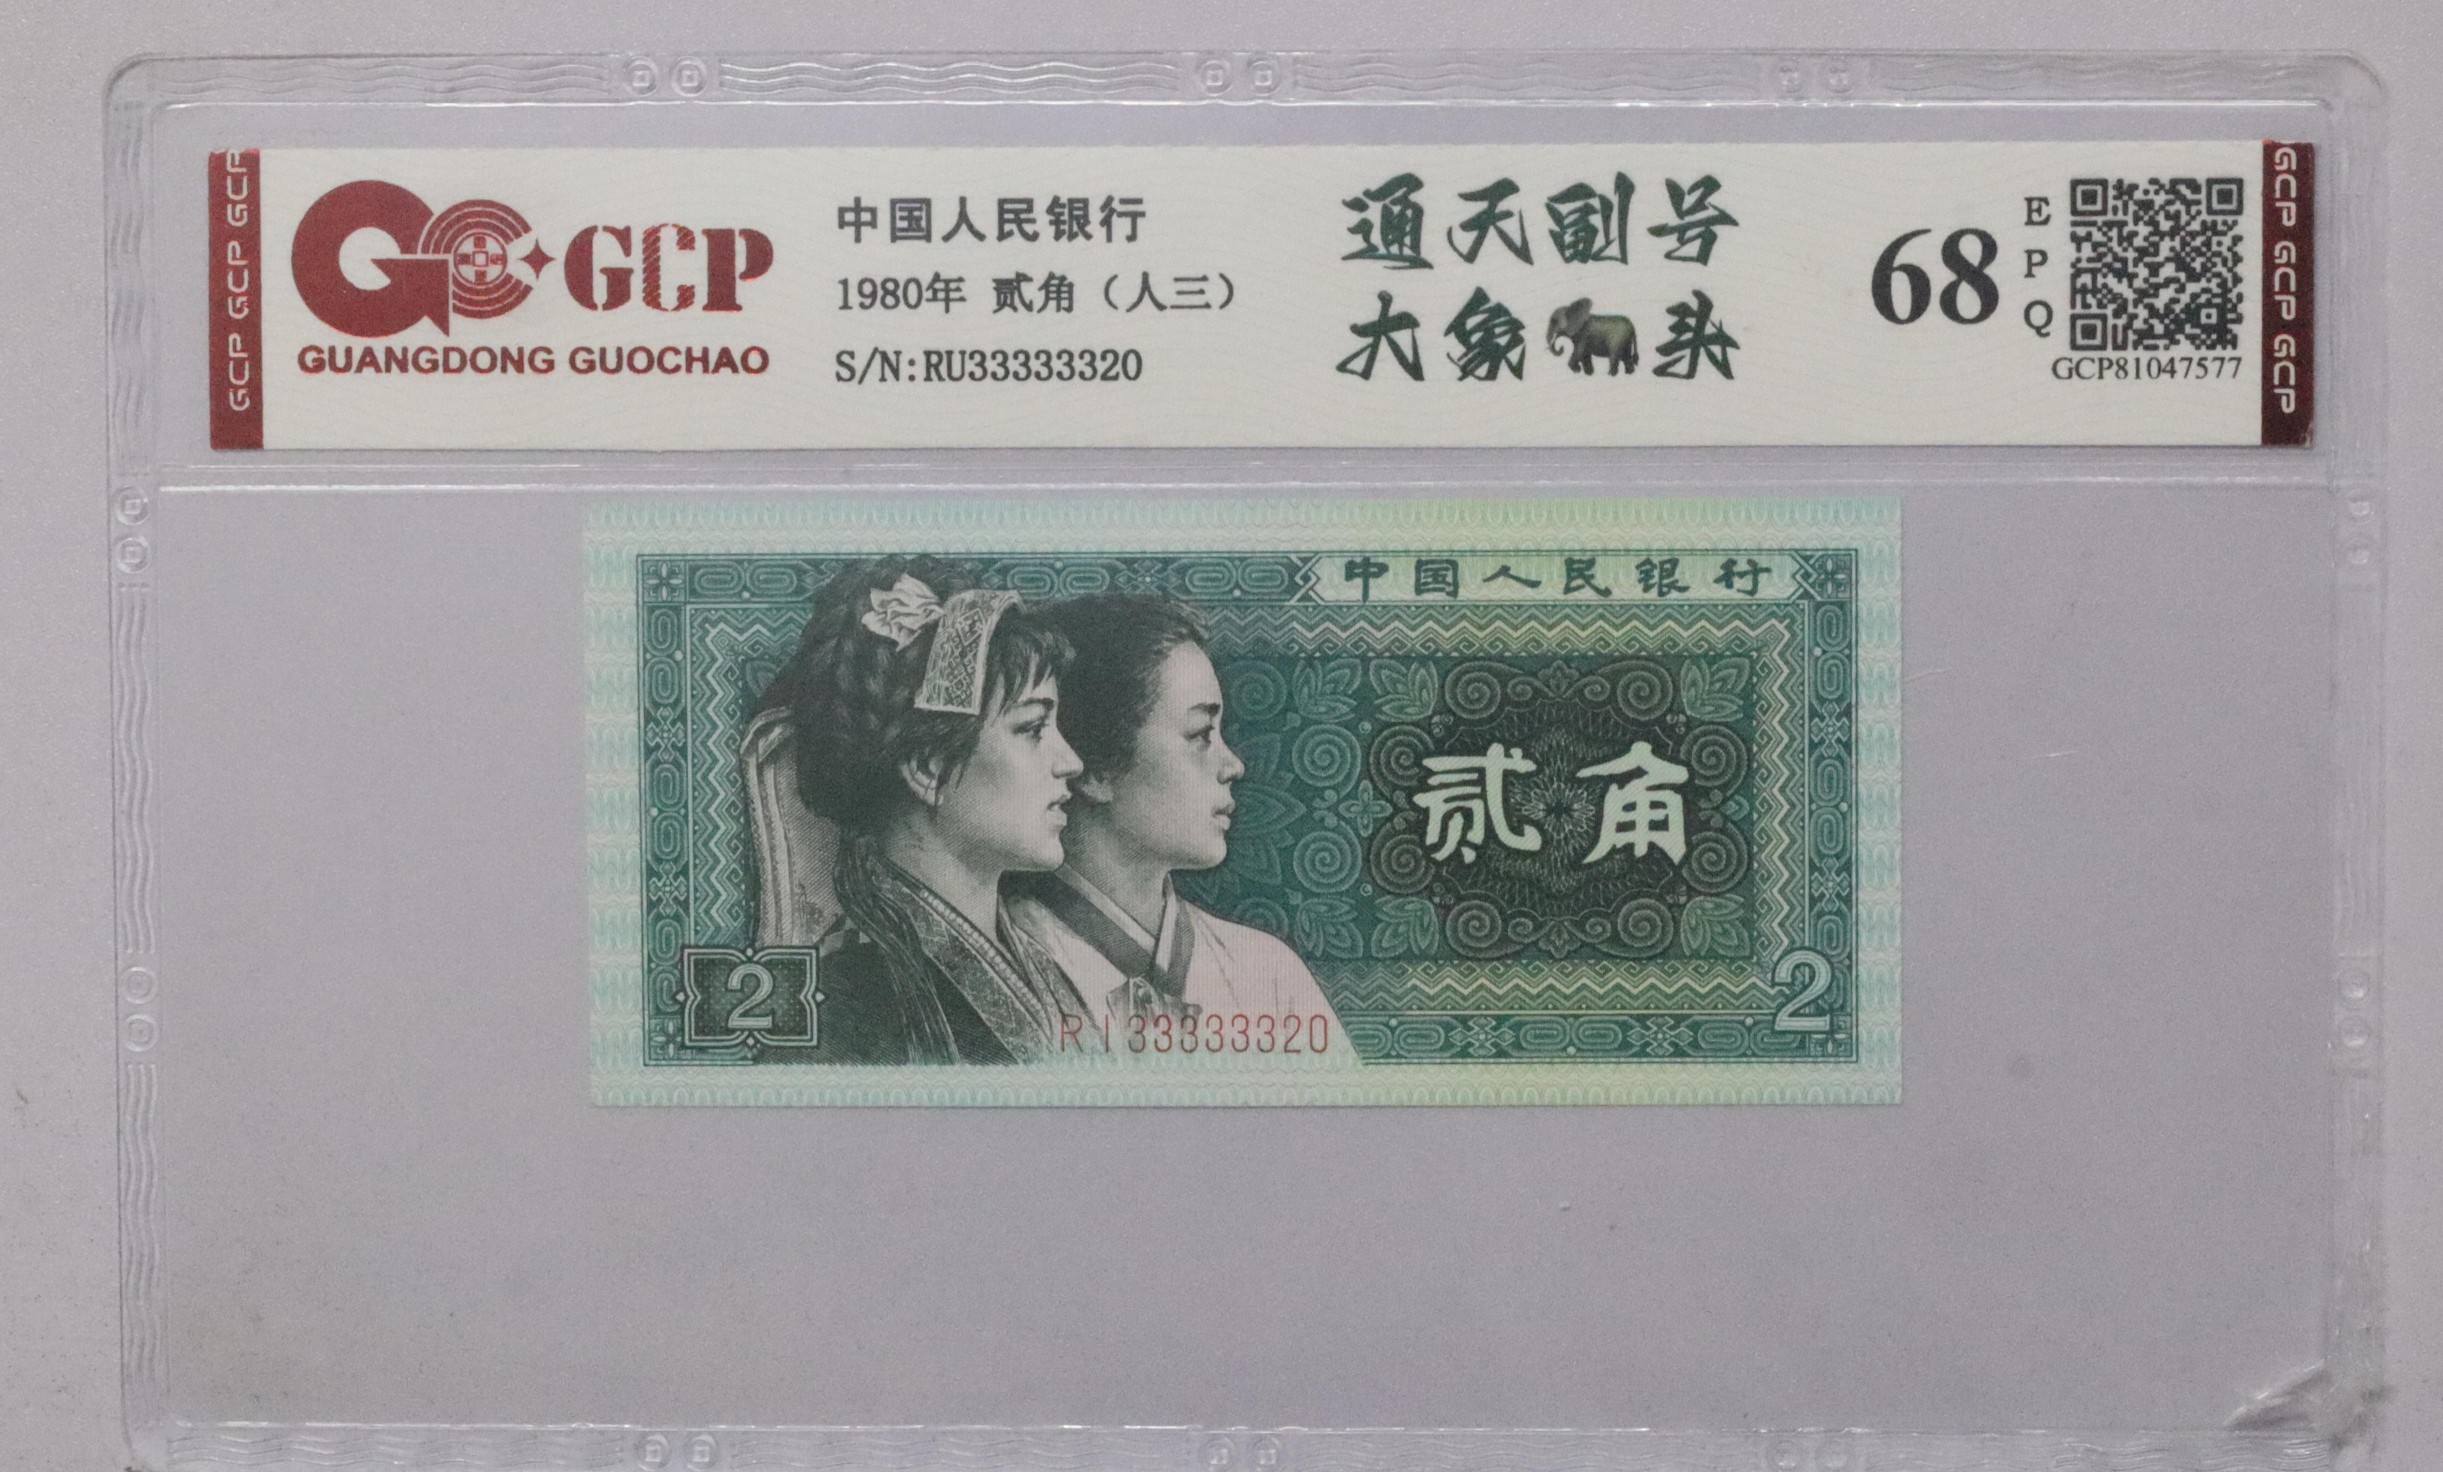 GCP GCP GCP
GCP
GUANGDONG GUOCHAO
中国人民银行
1980年 贰角（人三）
S/N:RU33333320
通天副号
大象🐘头
68
EPQ
GCP81047577
GCP GCP GCP
中国人民银行
贰角
2
RI33333320
2